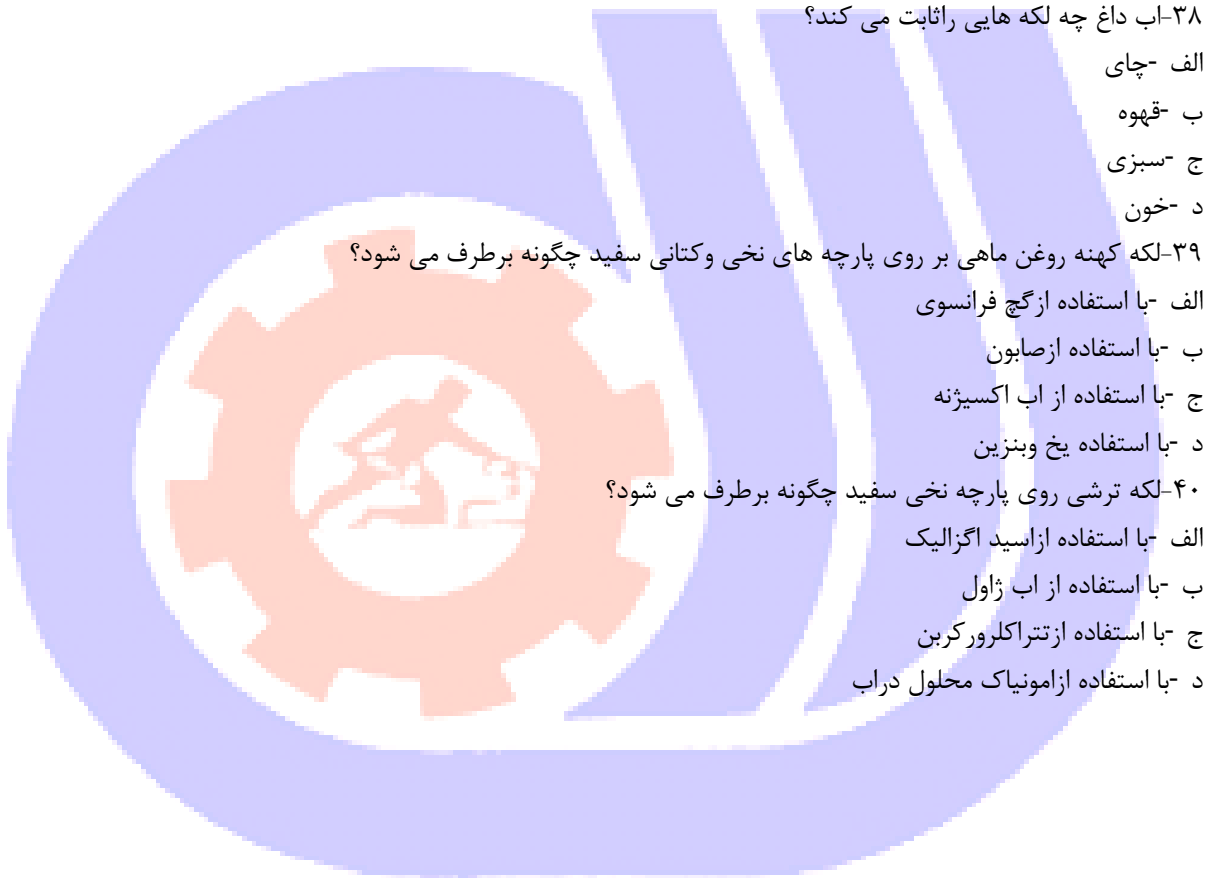 ۳۸-اب داغ چه لکه هایی راثابت می کند؟
الف -چای
ب -قهوه
ج -سبزی
د -خون
۳۹-لکه کهنه روغن ماهی بر روی پارچه های نخی وکتانی سفید چگونه برطرف می شود؟
الف -با استفاده ازگچ فرانسوی
ب -با استفاده ازصابون
ج -با استفاده از اب اکسیژنه
د -با استفاده یخ وبنزین
۴۰-لکه ترشی روی پارچه نخی سفید چگونه برطرف می شود؟
الف -با استفاده ازاسید اگزالیک
ب -با استفاده از اب ژاول
ج -با استفاده ازتتراکلرورکربن
د -با استفاده ازامونیاک محلول دراب